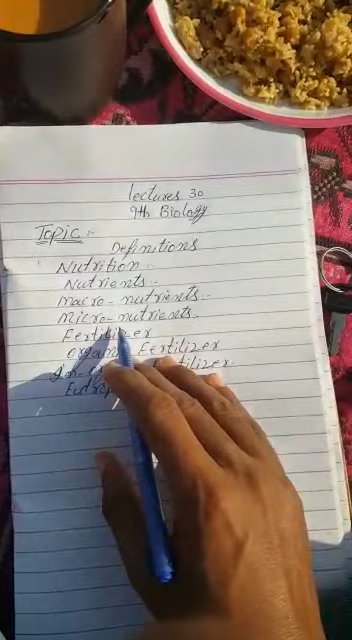 lectures 30
9th Biology
Topic :-
Definitions
Nutrition :-
Nutrients :-
Macro-nutrients :-
Micro-nutrients :-
Fertilizer
Fertilizer